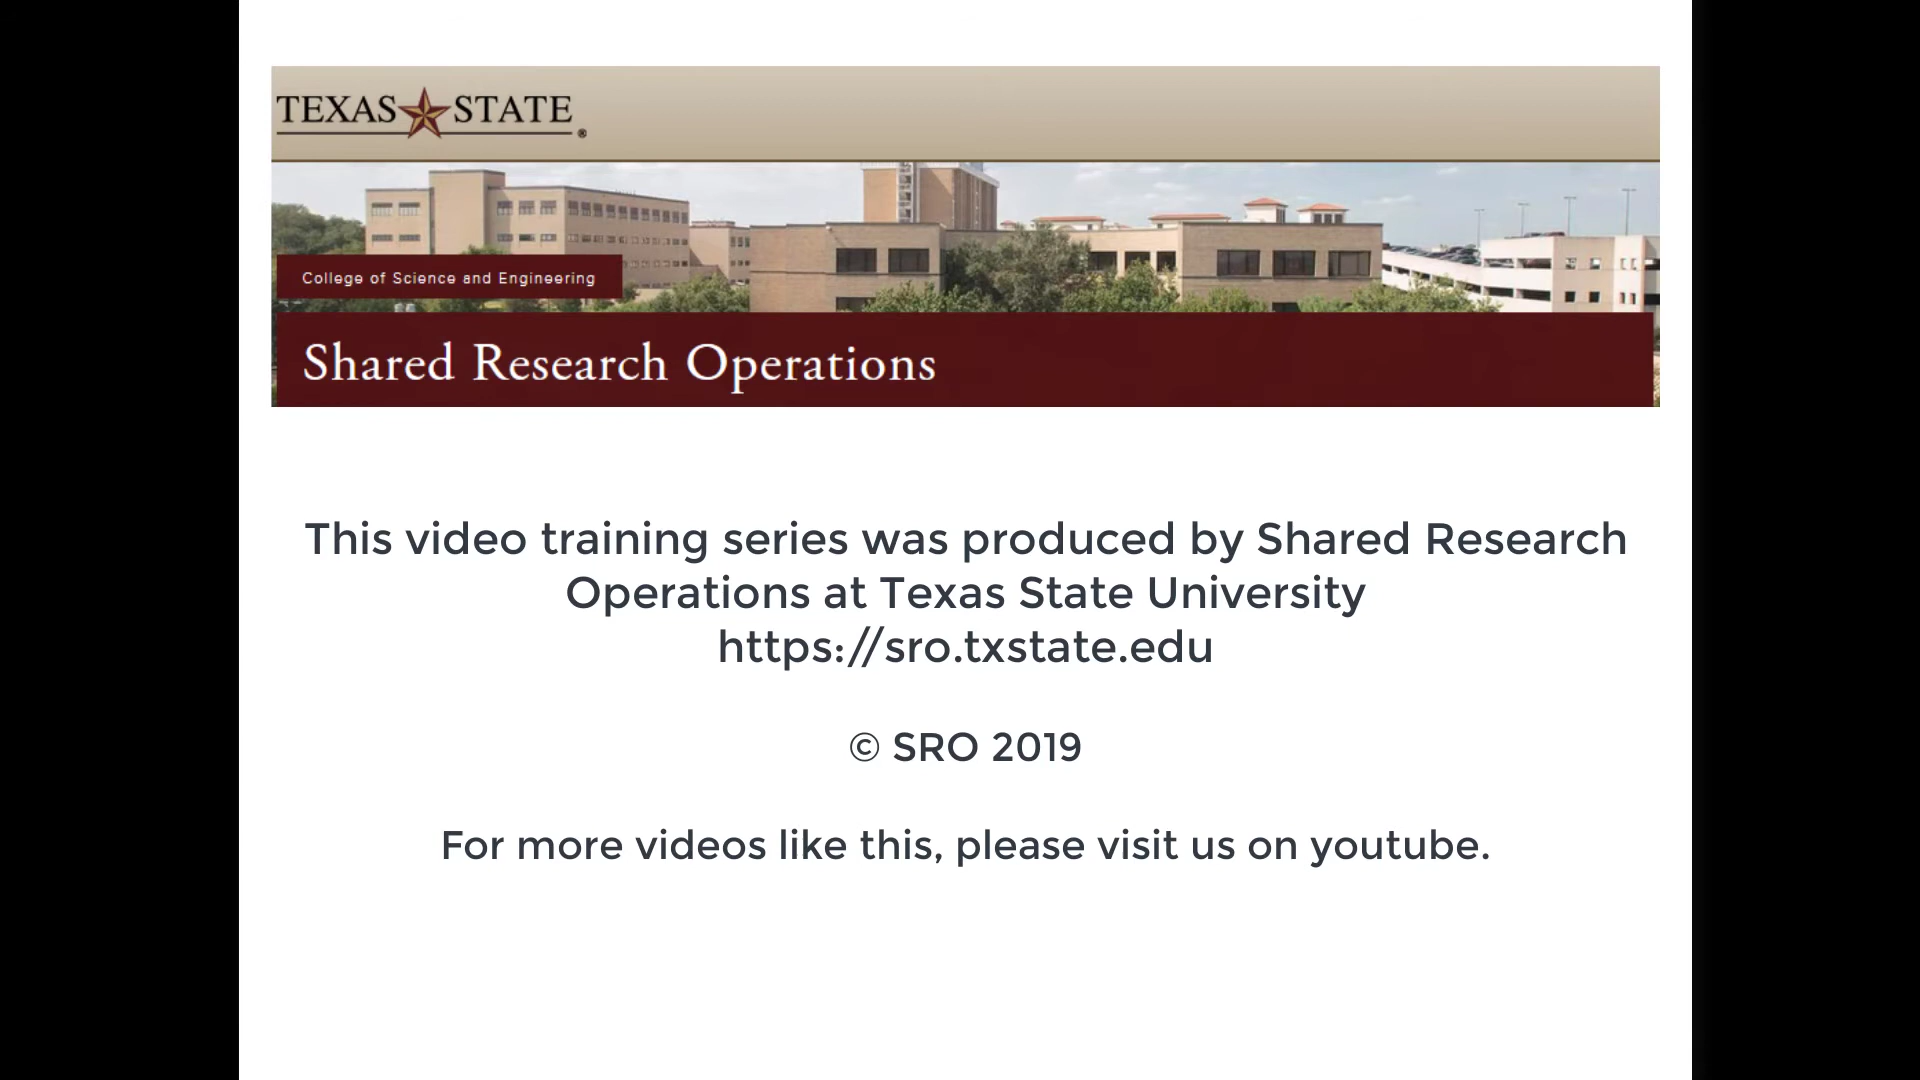 TEXAS STATE®
College of Science and Engineering
Shared Research Operations
This video training series was produced by Shared Research
Operations at Texas State University
https://sro.txstate.edu
© SRO 2019
For more videos like this, please visit us on youtube.